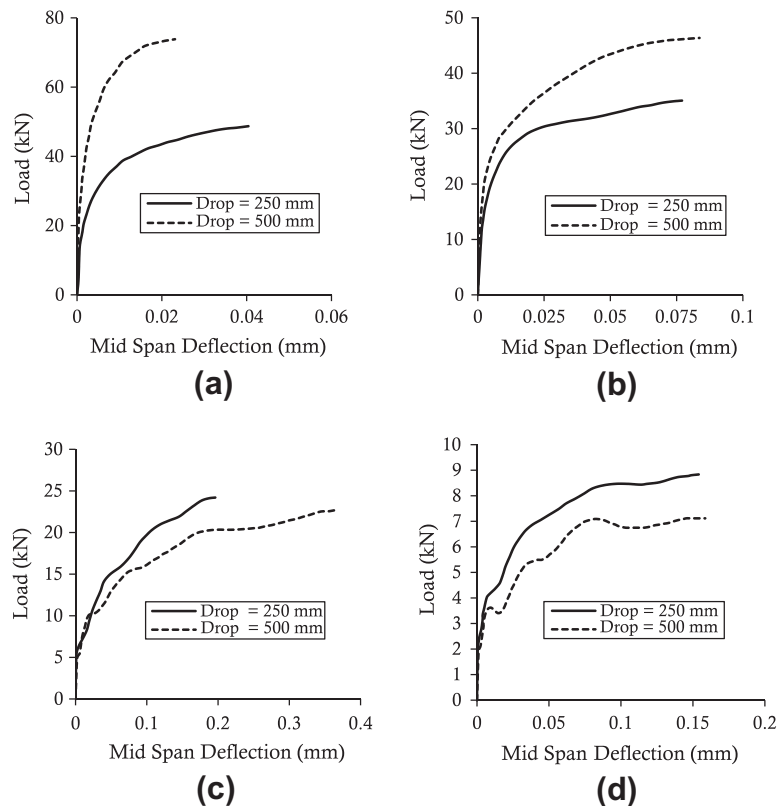 80
60
40
20
0
Load (kN)
Drop = 250 mm
Drop = 500 mm
0 0.02 0.04 0.06
Mid Span Deflection (mm)
(a)
50
40
30
20
10
0
Load (kN)
Drop = 250 mm
Drop = 500 mm
0 0.025 0.05 0.075 0.1
Mid Span Deflection (mm)
(b)
30
25
20
15
10
5
0
Load (kN)
Drop = 250 mm
Drop = 500 mm
0 0.1 0.2 0.3 0.4
Mid Span Deflection (mm)
(c)
10
9
8
7
6
5
4
3
2
1
0
Load (kN)
Drop = 250 mm
Drop = 500 mm
0 0.05 0.1 0.15 0.2
Mid Span Deflection (mm)
(d)